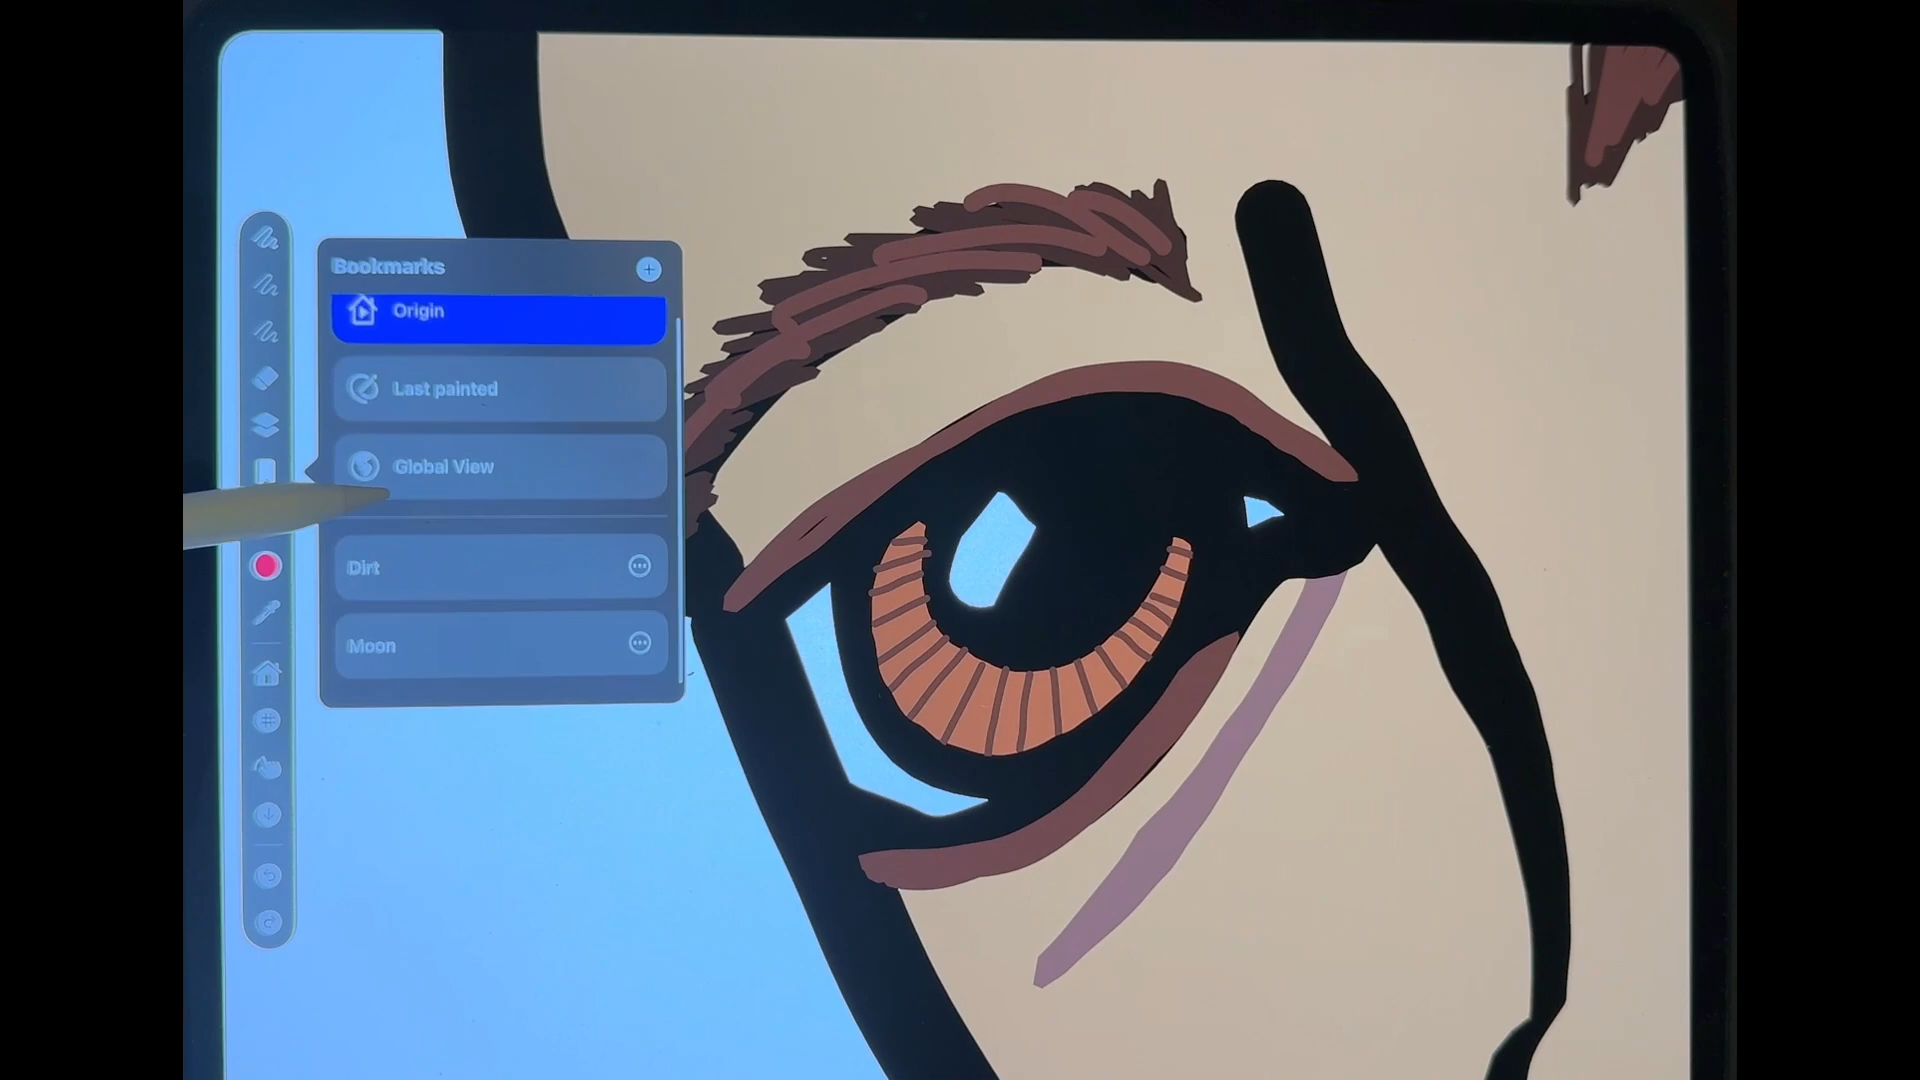 Bookmarks
Origin
Last painted
Global View
Dirt
Moon